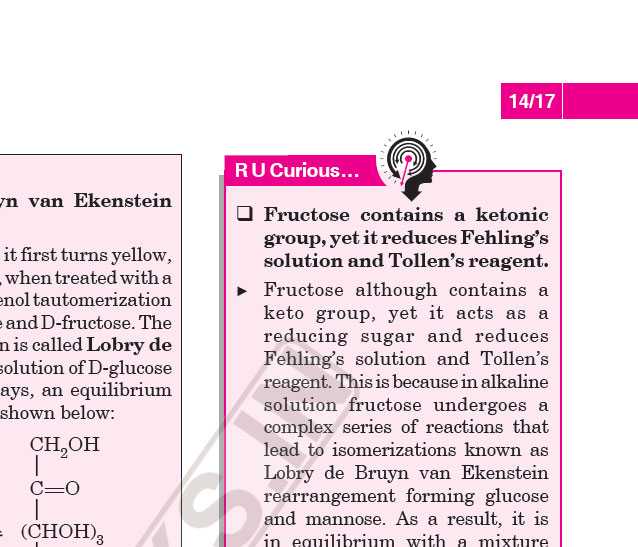 14/17
R U Curious...
❑ Fructose contains a ketonic
group, yet it reduces Fehling's
solution and Tollen's reagent.
► Fructose although contains a
keto group, yet it acts as a
reducing sugar and reduces
Fehling's solution and Tollen's
reagent. This is because in alkaline
solution fructose undergoes a
complex series of reactions that
lead to isomerizations known as
Lobry de Bruyn van Ekenstein
rearrangement forming glucose
and mannose. As a result, it is
in equilibrium with a mixture
yn van Ekenstein
it first turns yellow,
, when treated with a
enol tautomerization
e and D-fructose. The
n is called Lobry de
solution of D-glucose
ays, an equilibrium
shown below:
CH₂OH
C=O
(CHOH)₃